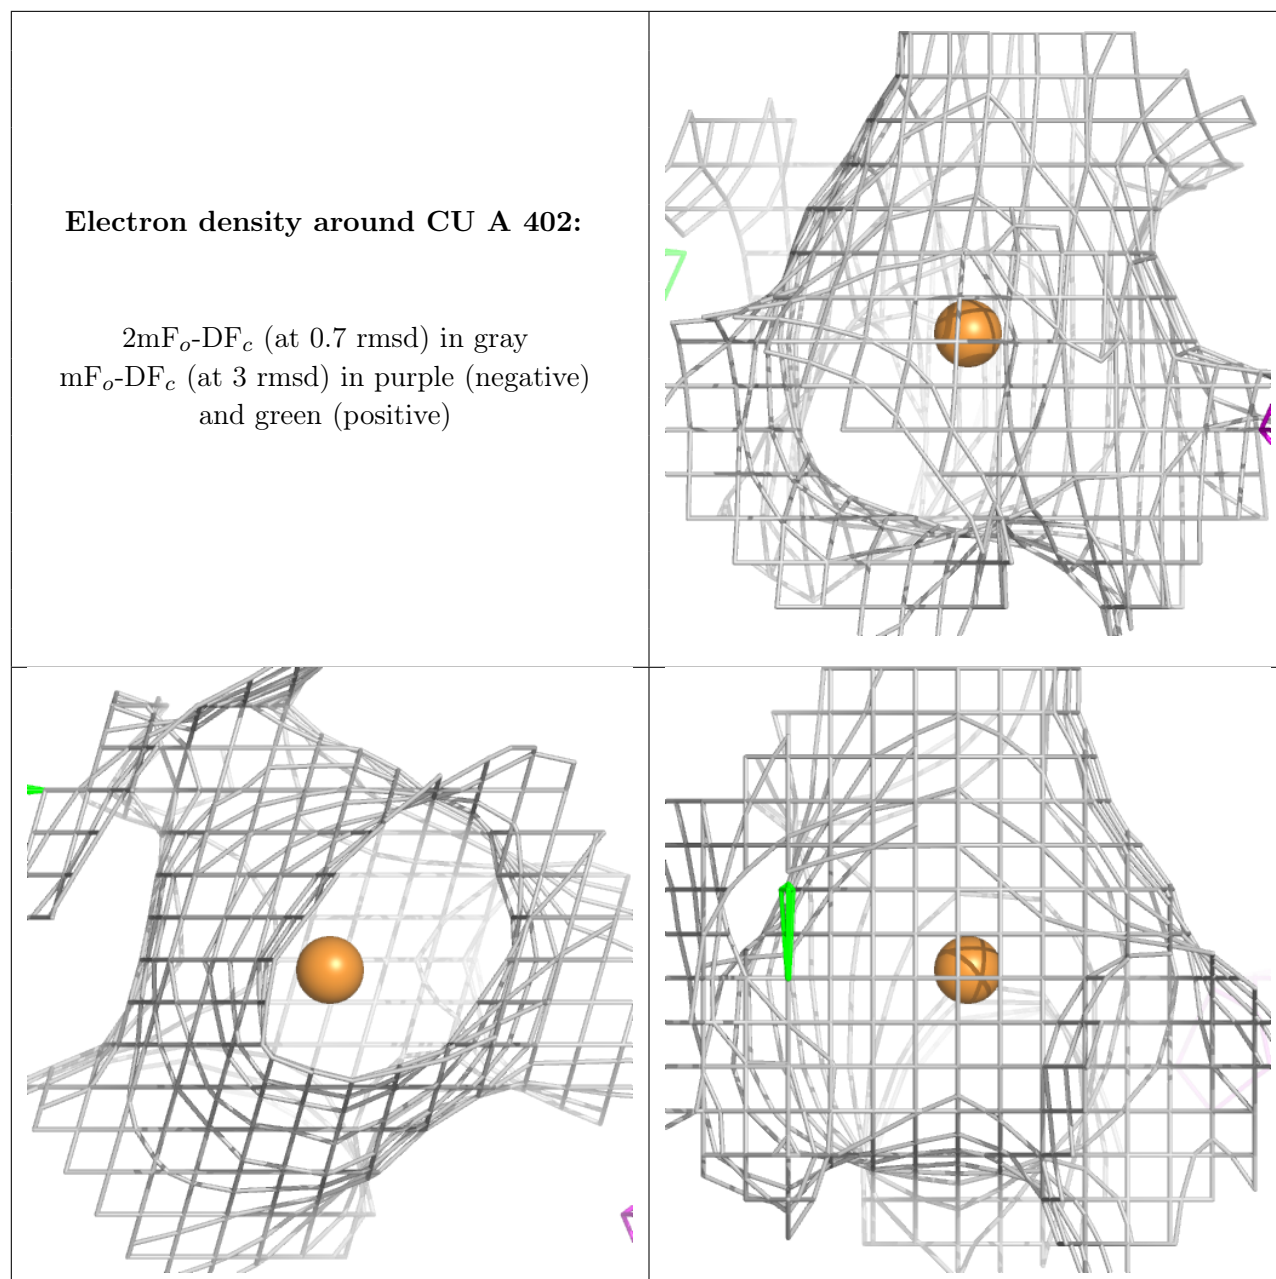 Electron density around CU A 402:
2mFo-DFc (at 0.7 rmsd) in gray
mFo-DFc (at 3 rmsd) in purple (negative)
and green (positive)